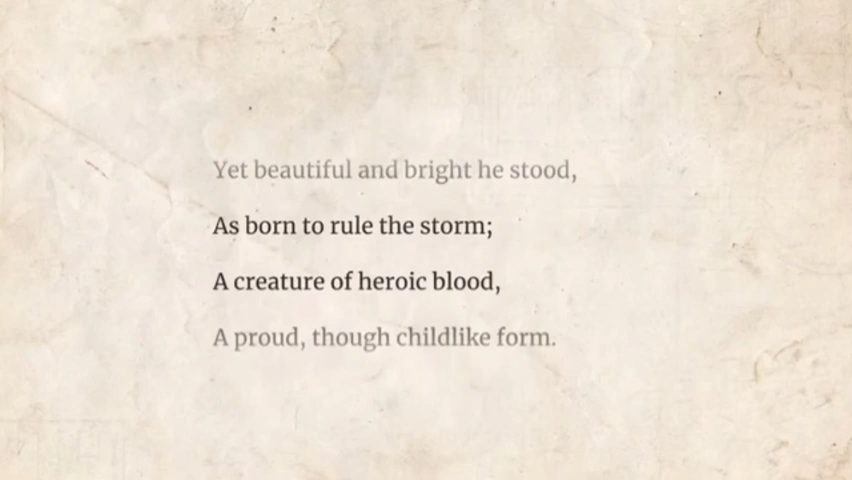 Yet beautiful and bright he stood,
As born to rule the storm;
A creature of heroic blood,
A proud, though childlike form.